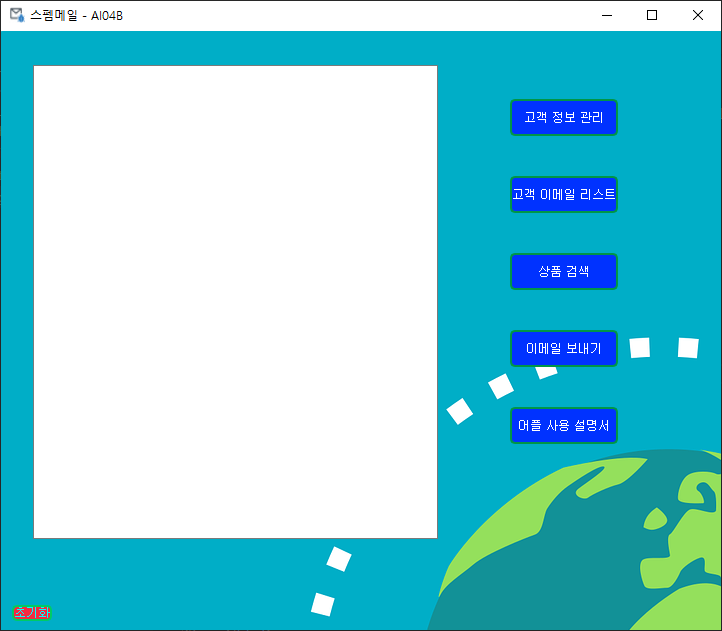 스펨메일 - AI04B
고객 정보 관리
고객 이메일 리스트
상품 검색
이메일 보내기
어플 사용 설명서
초기화